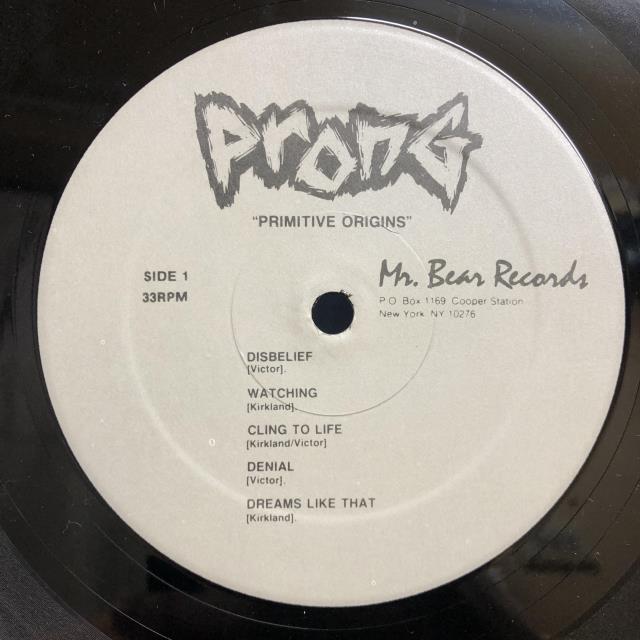 PRONG
"PRIMITIVE ORIGINS"
SIDE 1
33RPM
Mr. Bear Records
P.O. Box 1169 Cooper Station
New York NY 10276
DISBELIEF
[Victor].
WATCHING
[Kirkland].
CLING TO LIFE
[Kirkland/Victor]
DENIAL
[Victor].
DREAMS LIKE THAT
[Kirkland].